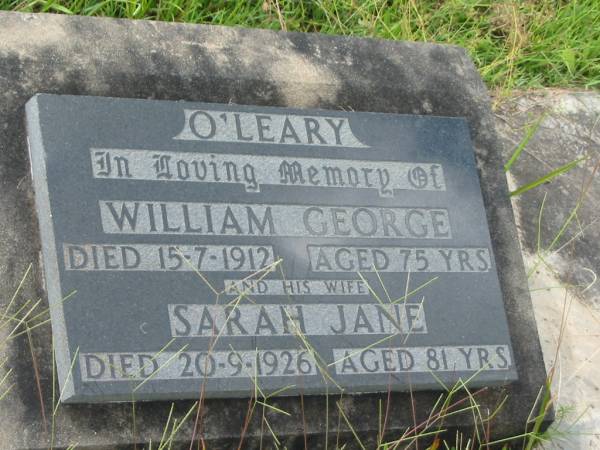 O'LEARY
In Loving Memory Of
WILLIAM GEORGE
DIED 15-7-1912 AGED 75 YRS
AND HIS WIFE
SARAH JANE
DIED 20-9-1926 AGED 81 YRS